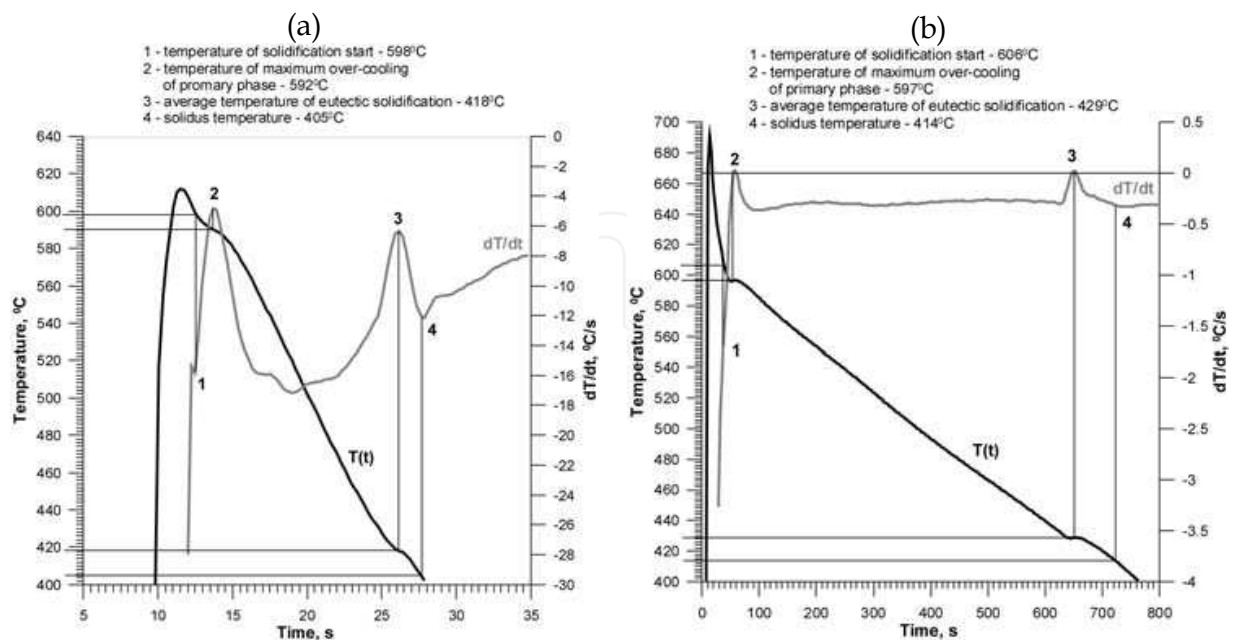 (a)
1 - temperature of solidification start - 598⁰C
2 - temperature of maximum over-cooling
of promary phase - 592⁰C
3 - average temperature of eutectic solidification - 418⁰C
4 - solidus temperature - 405⁰C
640
620
600
580
560
540
520
500
480
460
440
420
400
Temperature, ⁰C
0
-2
-4
-6
-8
-10
-12
-14
-16
-18
-20
-22
-24
-26
-28
-30
dT/dt, ⁰C/s
2
3
dT/dt
4
1
T(t)
5 10 15 20 25 30 35
Time, s
(b)
1 - temperature of solidification start - 606⁰C
2 - temperature of maximum over-cooling
of primary phase - 597⁰C
3 - average temperature of eutectic solidification - 429⁰C
4 - solidus temperature - 414⁰C
700
680
660
640
620
600
580
560
540
520
500
480
460
440
420
400
Temperature, ⁰C
0.5
0
-0.5
-1
-1.5
-2
-2.5
-3
-3.5
-4
dT/dt, ⁰C/s
2
3
dT/dt
4
1
T(t)
0 100 200 300 400 500 600 700 800
Time, s